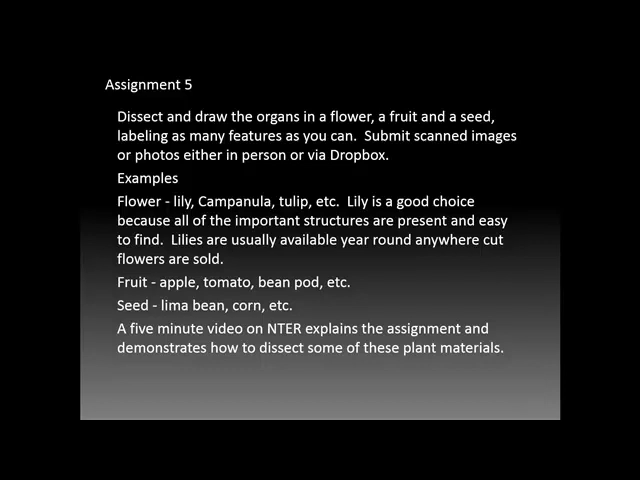 Assignment 5
Dissect and draw the organs in a flower, a fruit and a seed,
labeling as many features as you can.  Submit scanned images
or photos either in person or via Dropbox.
Examples
Flower - lily, Campanula, tulip, etc.  Lily is a good choice
because all of the important structures are present and easy
to find.  Lilies are usually available year round anywhere cut
flowers are sold.
Fruit - apple, tomato, bean pod, etc.
Seed - lima bean, corn, etc.
A five minute video on NTER explains the assignment and
demonstrates how to dissect some of these plant materials.